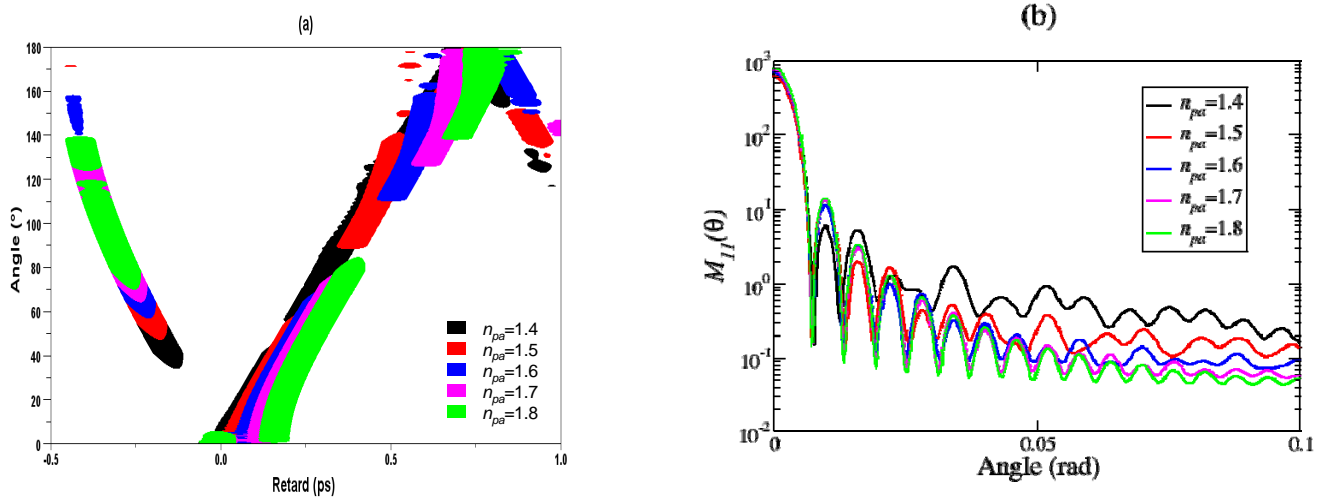 (a)
180
160
140
120
100
80
60
40
20
0
Angle (°)
-0.5
0.0
0.5
1.0
Retard (ps)
n_pa=1.4
n_pa=1.5
n_pa=1.6
n_pa=1.7
n_pa=1.8
(b)
10^3
10^2
10^1
10^0
10^-1
10^-2
M_11(θ)
0
0.05
0.1
Angle (rad)
n_pa=1.4
n_pa=1.5
n_pa=1.6
n_pa=1.7
n_pa=1.8